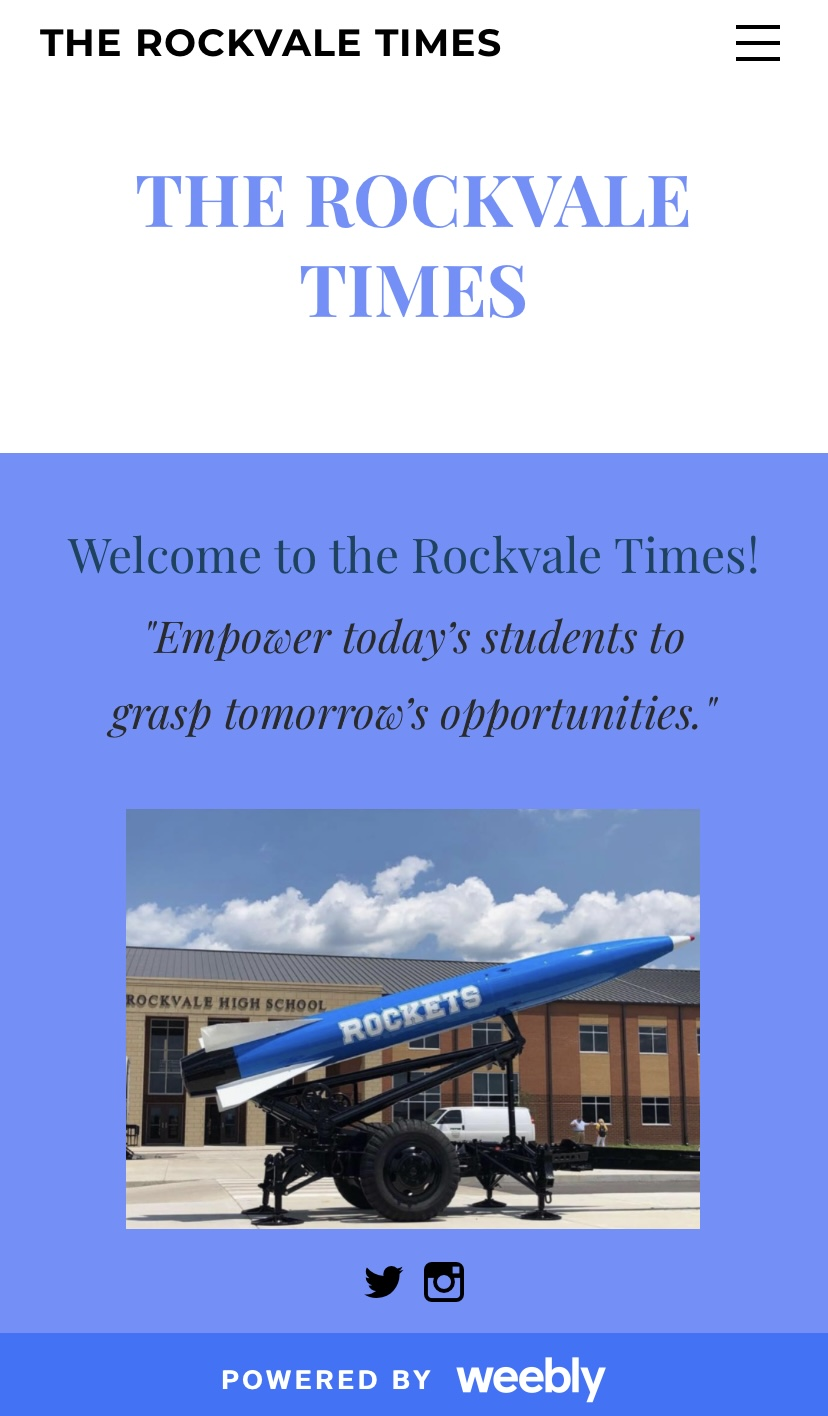 THE ROCKVALE TIMES
THE ROCKVALE
TIMES
Welcome to the Rockvale Times!
"Empower today’s students to
grasp tomorrow’s opportunities."
ROCKVALE HIGH SCHOOL
ROCKETS
POWERED BY weebly